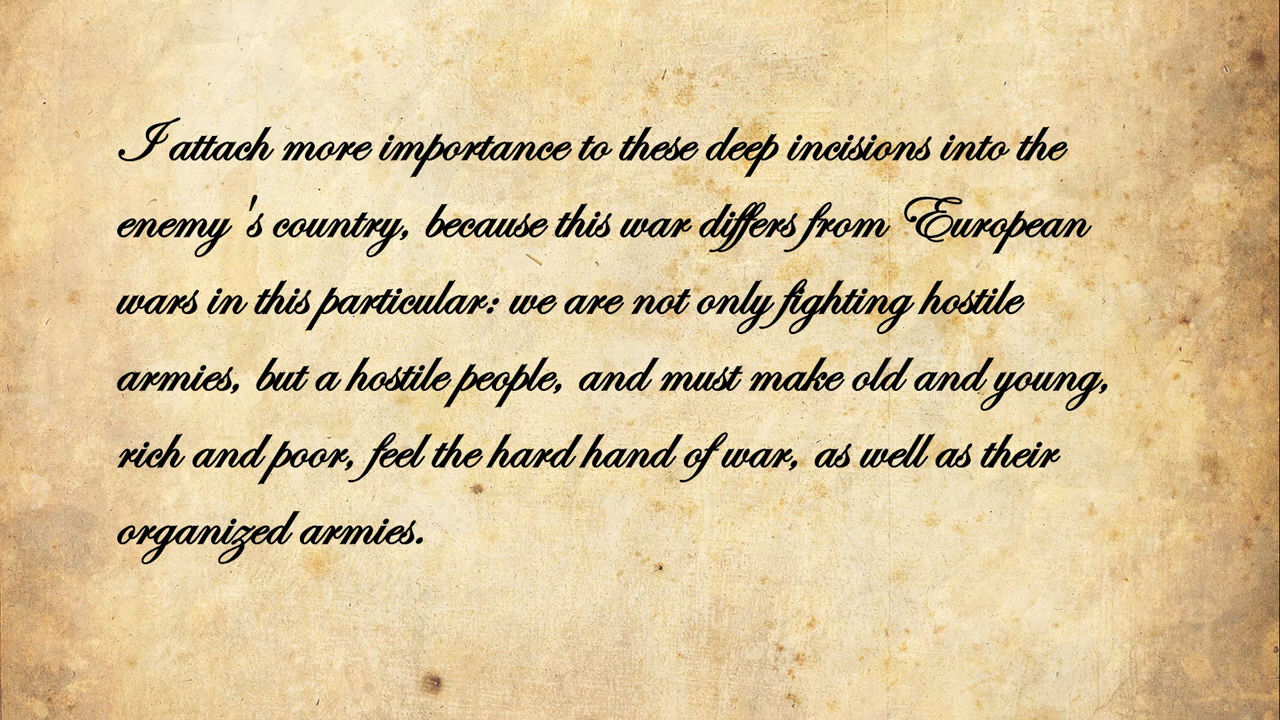 I attach more importance to these deep incisions into the
enemy 's country, because this war differs from European
wars in this particular: we are not only fighting hostile
armies, but a hostile people, and must make old and young,
rich and poor, feel the hard hand of war, as well as their
organized armies.